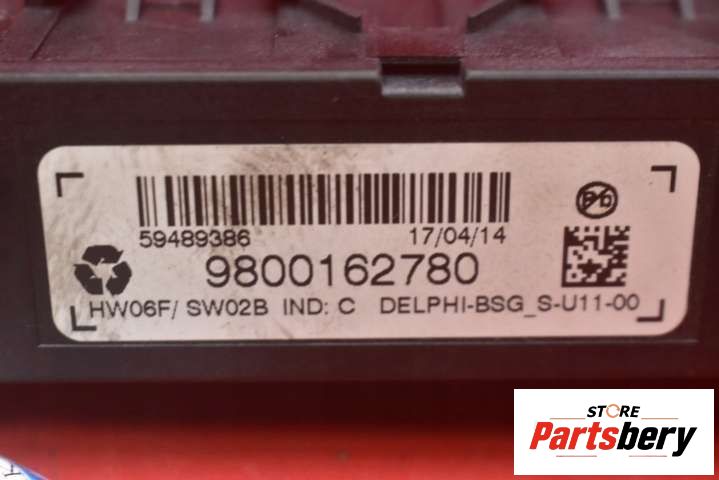 59489386 17/04/14
9800162780
HW06F/ SW02B IND: C DELPHI-BSG_S-U11-00
STORE
Partsbery